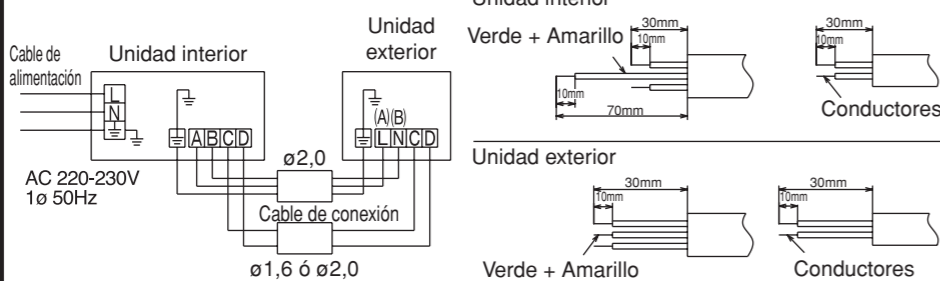 Unidad interior
Cable de
alimentación
Unidad interior
Unidad
exterior
L
N
A B C D
(A) (B)
L N C D
AC 220-230V
1ø 50Hz
ø2,0
Cable de conexión
ø1,6 ó ø2,0
Verde + Amarillo
30mm
10mm
10mm
70mm
30mm
10mm
Conductores
Unidad exterior
30mm
10mm
Verde + Amarillo
30mm
10mm
Conductores